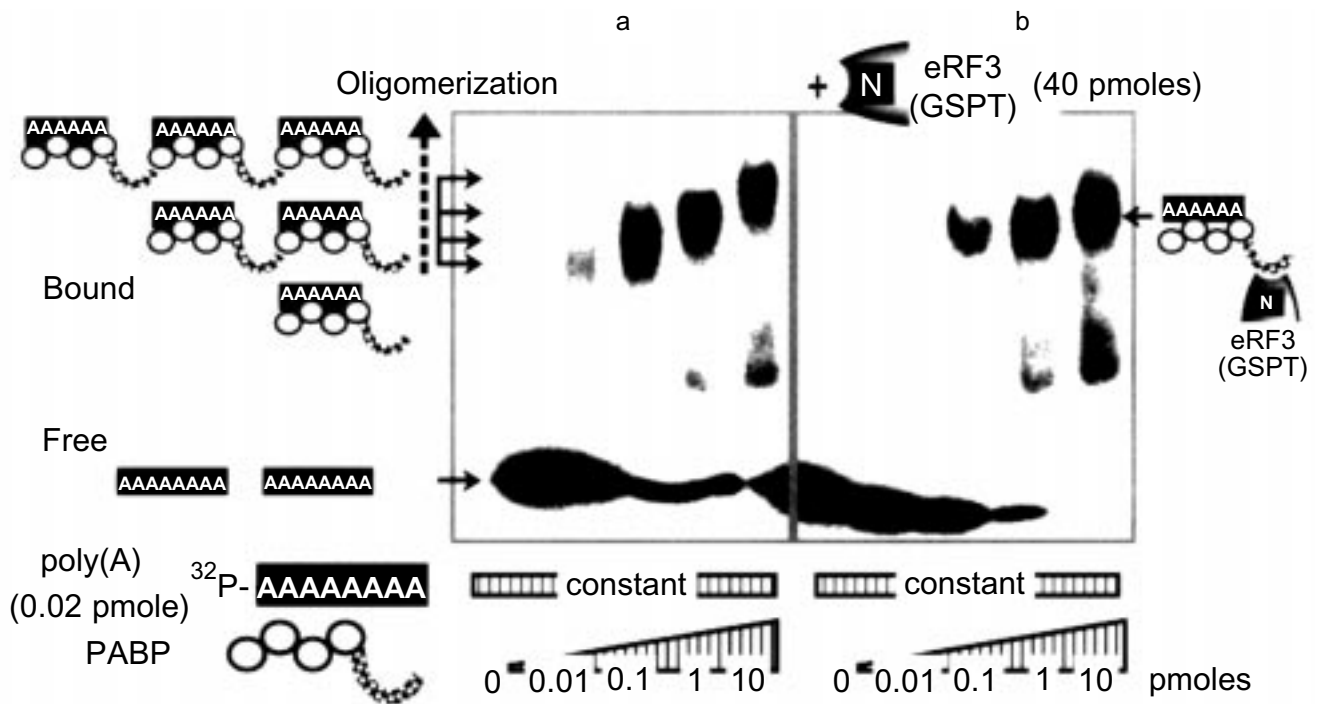 a
b
Oligomerization
+ N eRF3 (GSPT) (40 pmoles)
AAAAAA AAAAAA AAAAAA
AAAAAA AAAAAA
AAAAAA
Bound
AAAAAA
N
eRF3
(GSPT)
Free
AAAAAAAA AAAAAAAA
poly(A)
(0.02 pmole)
32P-AAAAAAAA
constant
constant
PABP
0 0.01 0.1 1 10
0 0.01 0.1 1 10 pmoles